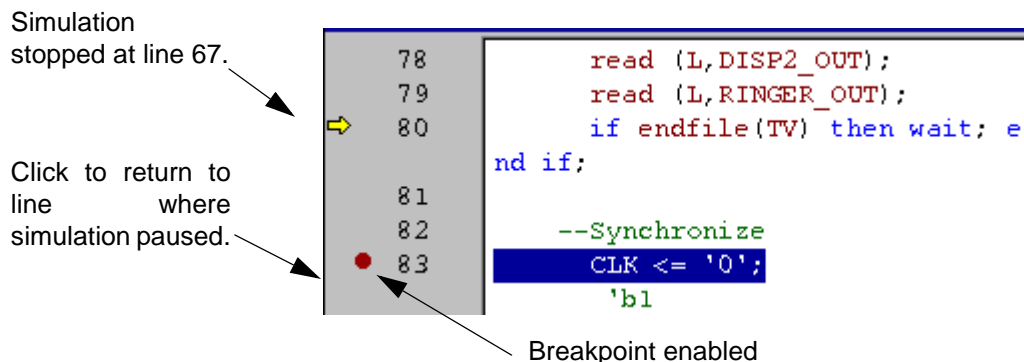 Simulation
stopped at line 67.
78 read (L,DISP2_OUT);
79 read (L,RINGER_OUT);
80 if endfile(TV) then wait; e
nd if;
Click to return to
line where
simulation paused.
81
82 --Synchronize
83 CLK <= '0';
'bl
Breakpoint enabled